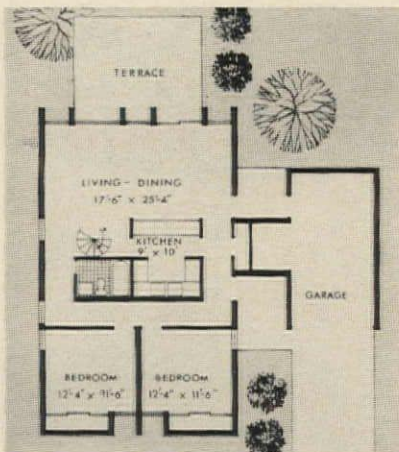 TERRACE
LIVING - DINING
17'-6" x 25'-4"
KITCHEN
9' x 10'
GARAGE
BEDROOM
12'-4" x 11'-6"
BEDROOM
12'-4" x 11'-6"